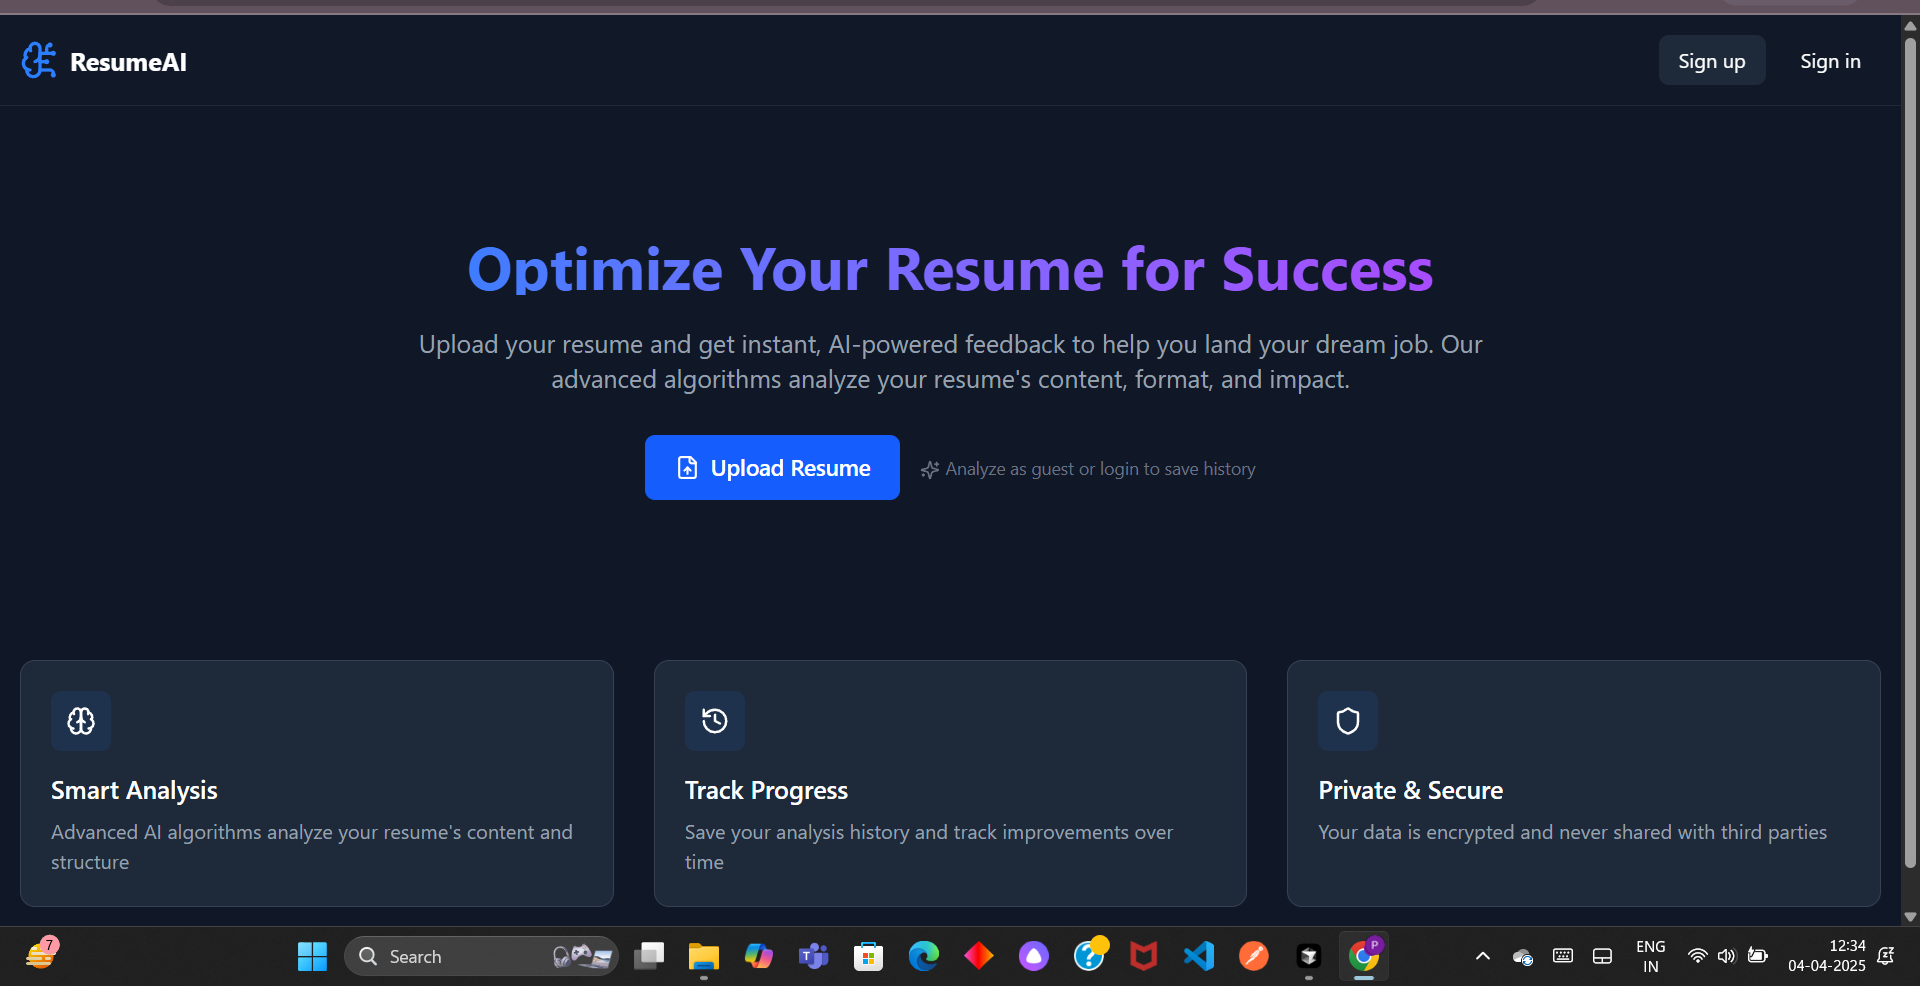 ResumeAI
Sign up
Sign in
Optimize Your Resume for Success
Upload your resume and get instant, AI-powered feedback to help you land your dream job. Our
advanced algorithms analyze your resume's content, format, and impact.
Upload Resume
Analyze as guest or login to save history
Smart Analysis
Advanced AI algorithms analyze your resume's content and
structure
Track Progress
Save your analysis history and track improvements over
time
Private & Secure
Your data is encrypted and never shared with third parties
7
Search
T
?
P
ENG
IN
12:34
04-04-2025